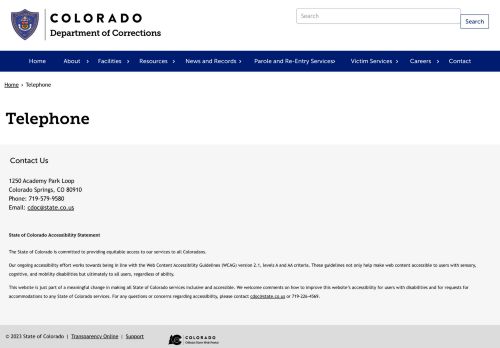 COLORADO
Department of Corrections
Search
Search
Home About › Facilities › Resources › News and Records › Parole and Re-Entry Services › Victim Services › Careers › Contact
Home › Telephone
Telephone
Contact Us
1250 Academy Park Loop
Colorado Springs, CO 80910
Phone: 719-579-9580
Email: cdoc@state.co.us
State of Colorado Accessibility Statement
The State of Colorado is committed to providing equitable access to our services to all Coloradans.
Our ongoing accessibility effort works towards being in line with the Web Content Accessibility Guidelines (WCAG) version 2.1, levels A and AA criteria. These guidelines not only help make web content accessible to users with sensory,
cognitive, and mobility disabilities but ultimately to all users, regardless of ability.
This website is just part of a meaningful change in making all State of Colorado services inclusive and accessible. We welcome comments on how to improve this website's accessibility for users with disabilities and for requests for
accommodations to any State of Colorado services. For any questions or concerns regarding accessibility, please contact cdoc@state.co.us or 719-226-4569.
© 2023 State of Colorado | Transparency Online | Support
COLORADO
Official State Web Portal